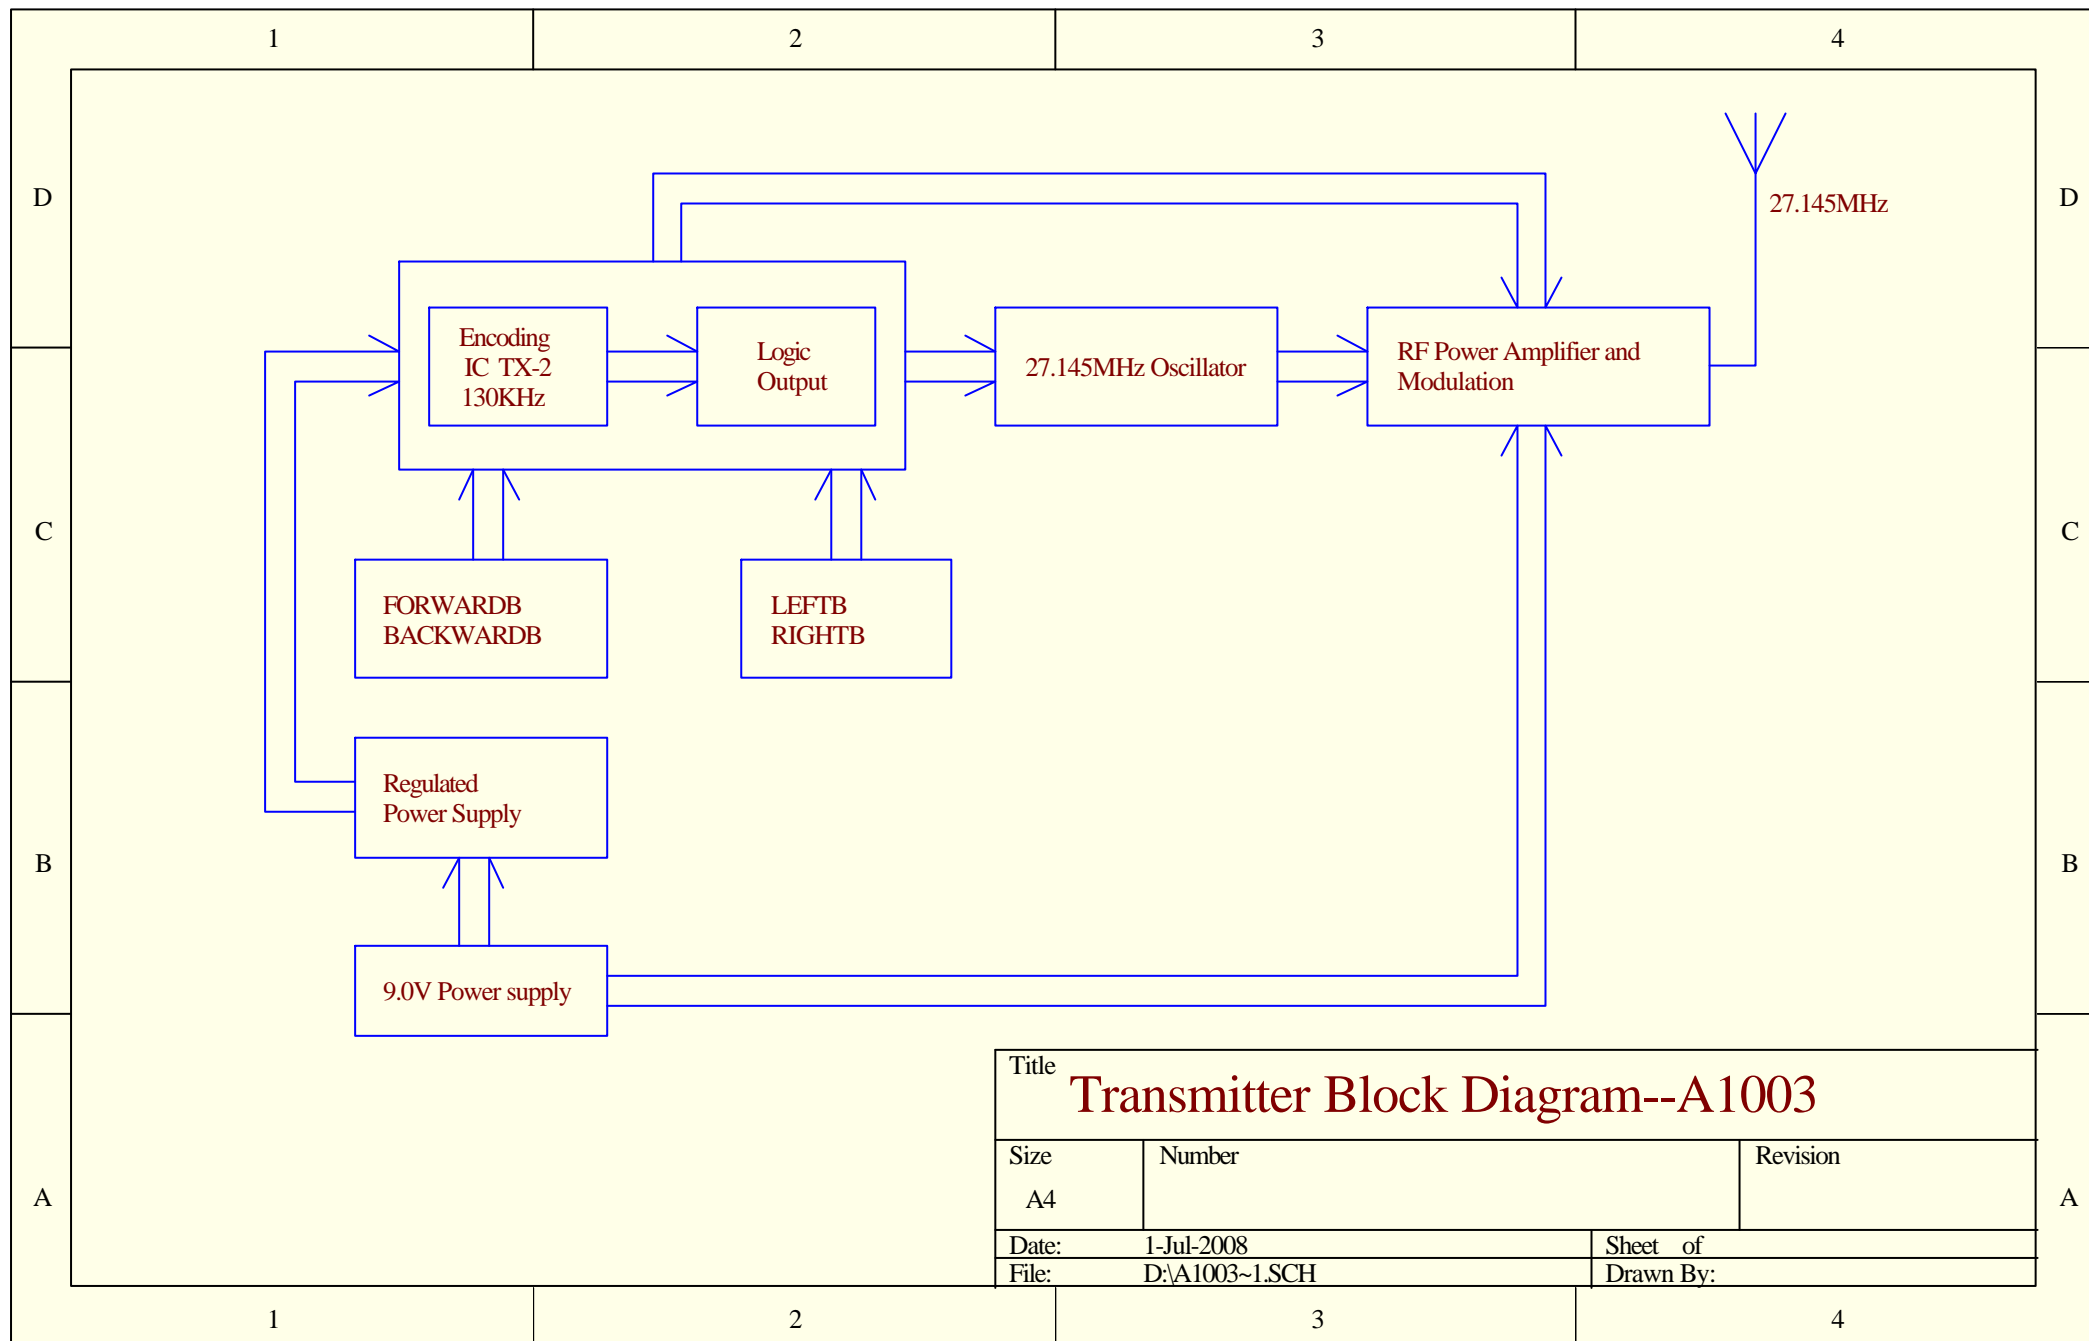 1 2 3 4
D D
27.145MHz
Encoding
IC TX-2
130KHz
Logic
Output
27.145MHz Oscillator
RF Power Amplifier and
Modulation
C C
FORWARDB
BACKWARDB
LEFTB
RIGHTB
Regulated
Power Supply
B B
9.0V Power supply
Title
Transmitter Block Diagram--A1003
Size Number Revision
A4
A A
Date: 1-Jul-2008 Sheet of
File: D:\A1003~1.SCH Drawn By:
1 2 3 4